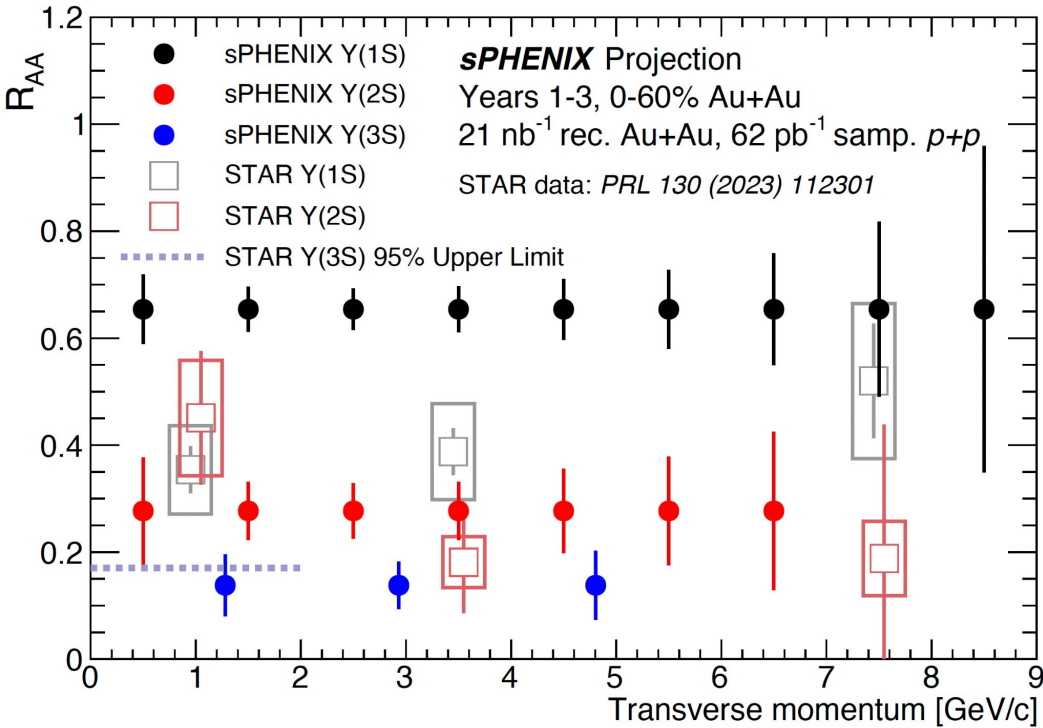 R_AA
1.2
1
0.8
0.6
0.4
0.2
0
sPHENIX Υ(1S)
sPHENIX Υ(2S)
sPHENIX Υ(3S)
STAR Υ(1S)
STAR Υ(2S)
STAR Υ(3S) 95% Upper Limit
sPHENIX Projection
Years 1-3, 0-60% Au+Au
21 nb⁻¹ rec. Au+Au, 62 pb⁻¹ samp. p+p
STAR data: PRL 130 (2023) 112301
0 1 2 3 4 5 6 7 8 9
Transverse momentum [GeV/c]